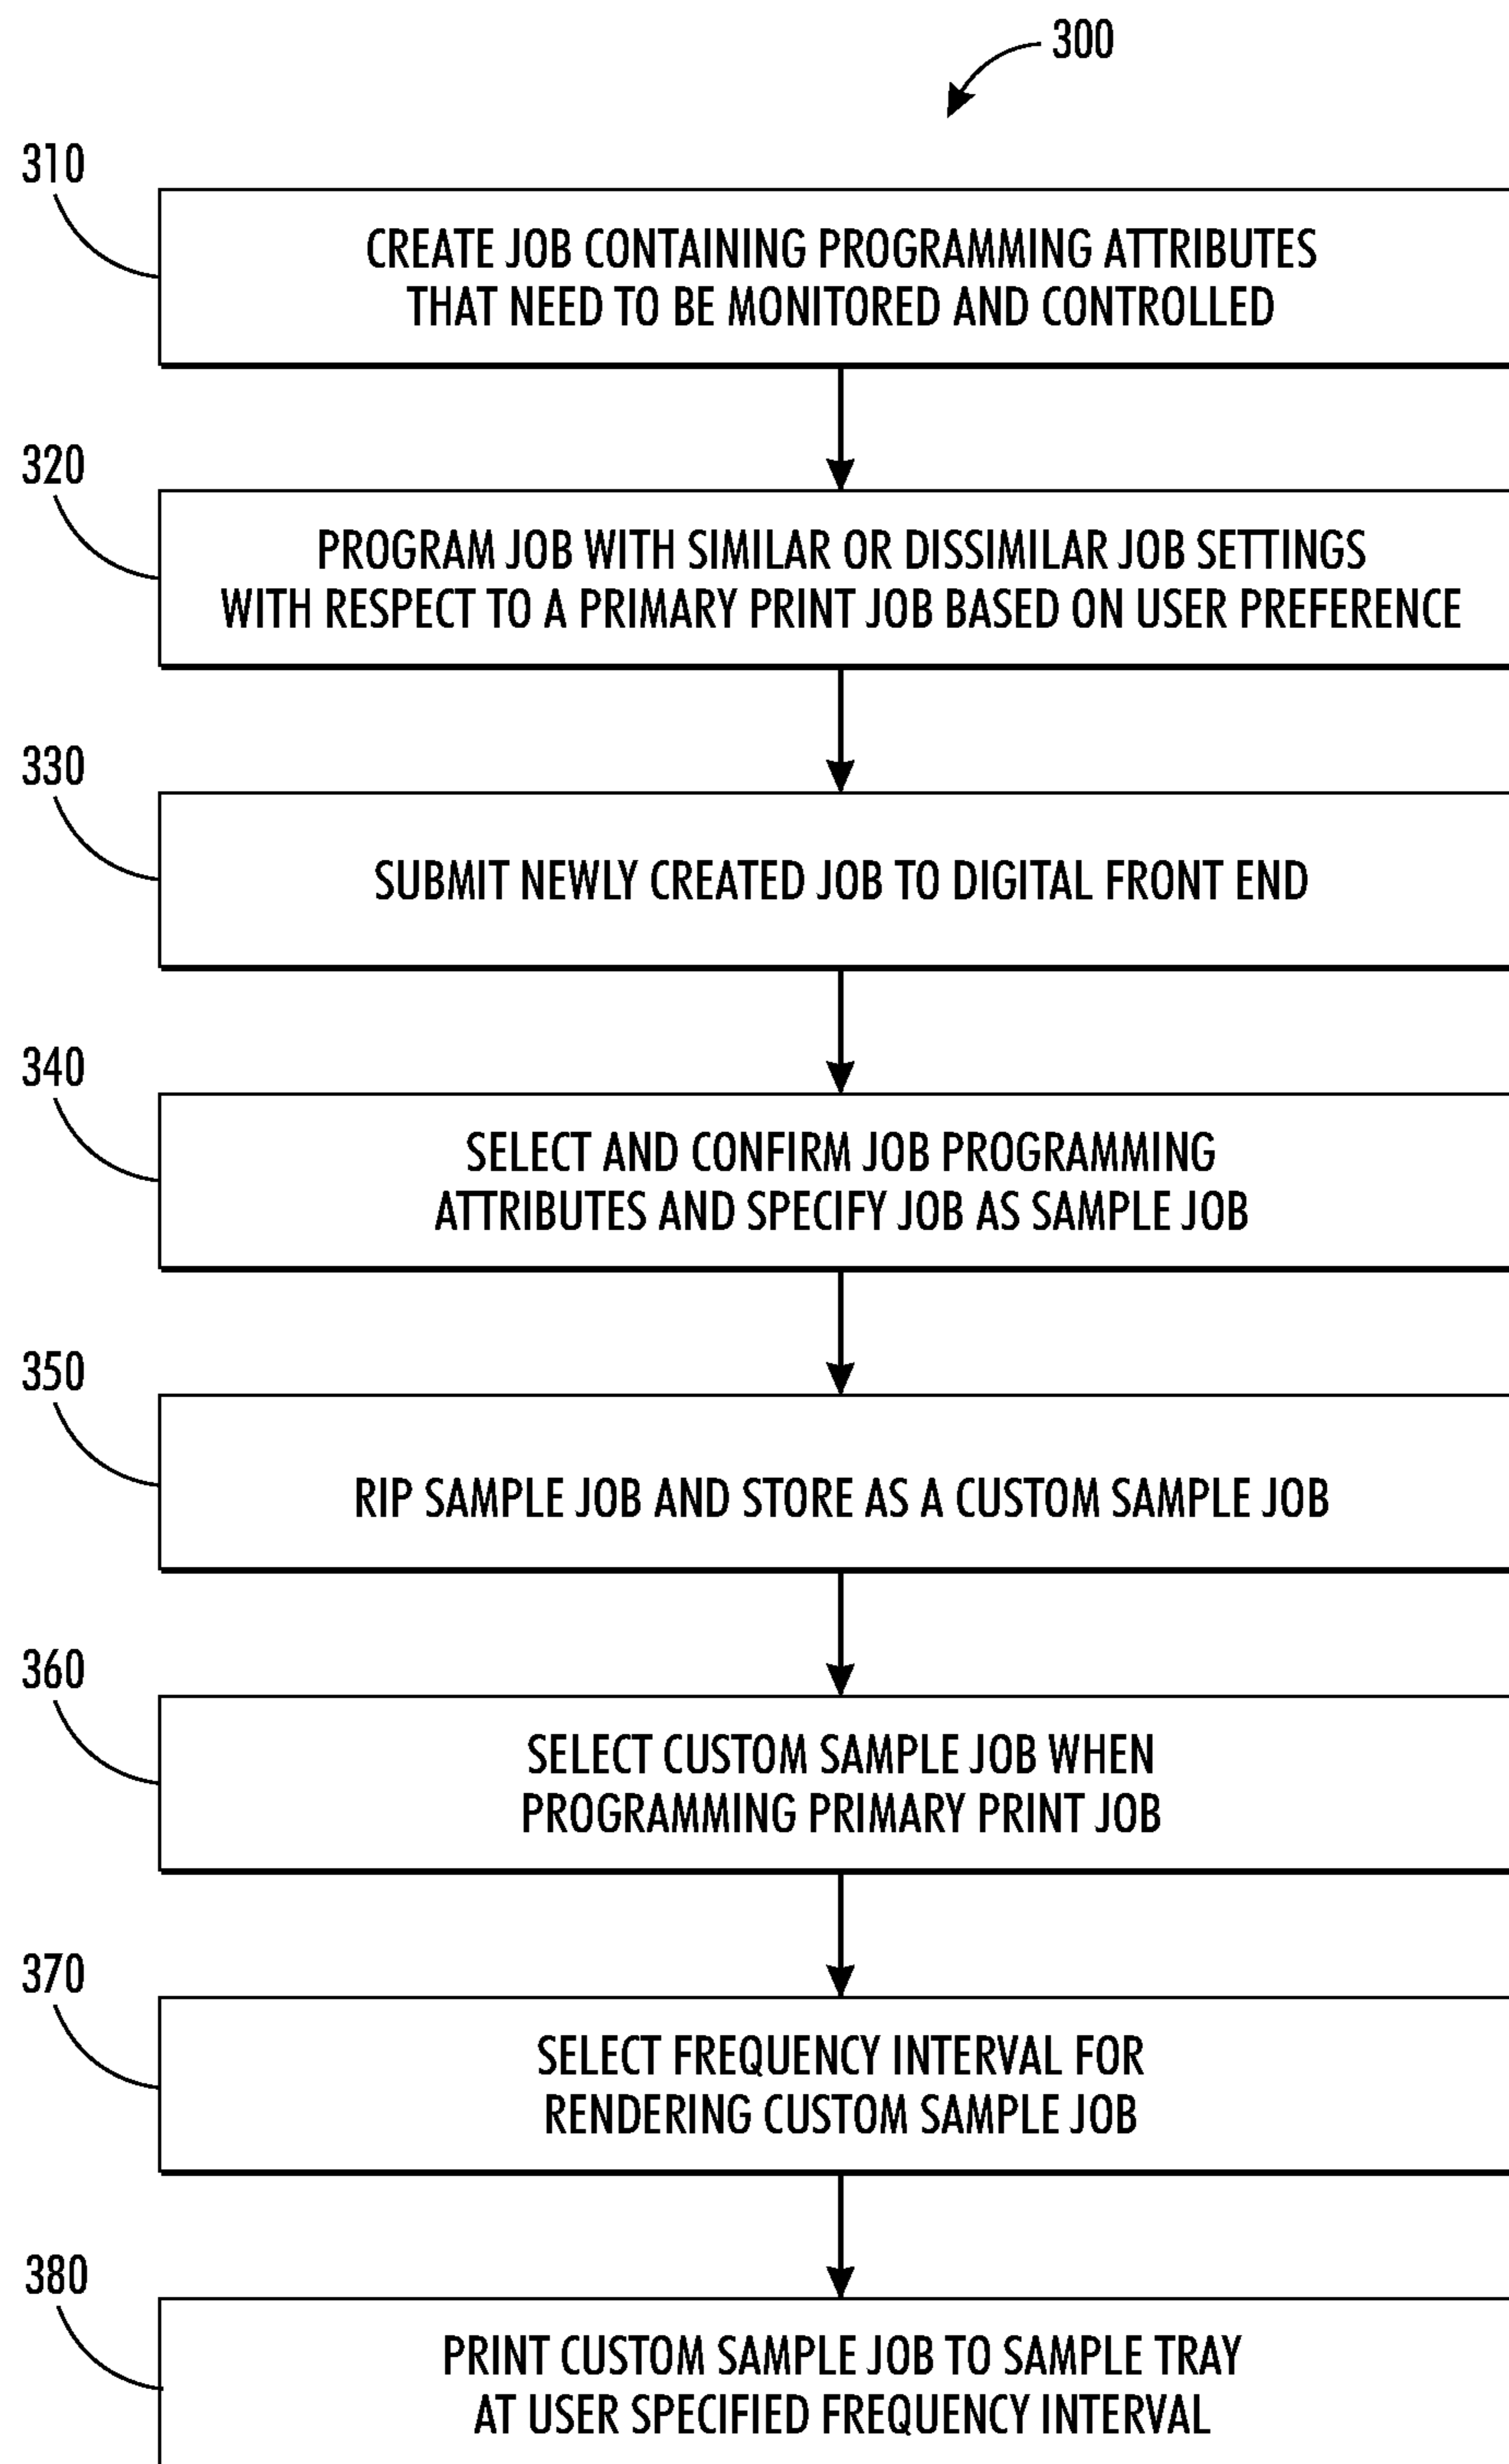 300
310
CREATE JOB CONTAINING PROGRAMMING ATTRIBUTES
THAT NEED TO BE MONITORED AND CONTROLLED
320
PROGRAM JOB WITH SIMILAR OR DISSIMILAR JOB SETTINGS
WITH RESPECT TO A PRIMARY PRINT JOB BASED ON USER PREFERENCE
330
SUBMIT NEWLY CREATED JOB TO DIGITAL FRONT END
340
SELECT AND CONFIRM JOB PROGRAMMING
ATTRIBUTES AND SPECIFY JOB AS SAMPLE JOB
350
RIP SAMPLE JOB AND STORE AS A CUSTOM SAMPLE JOB
360
SELECT CUSTOM SAMPLE JOB WHEN
PROGRAMMING PRIMARY PRINT JOB
370
SELECT FREQUENCY INTERVAL FOR
RENDERING CUSTOM SAMPLE JOB
380
PRINT CUSTOM SAMPLE JOB TO SAMPLE TRAY
AT USER SPECIFIED FREQUENCY INTERVAL